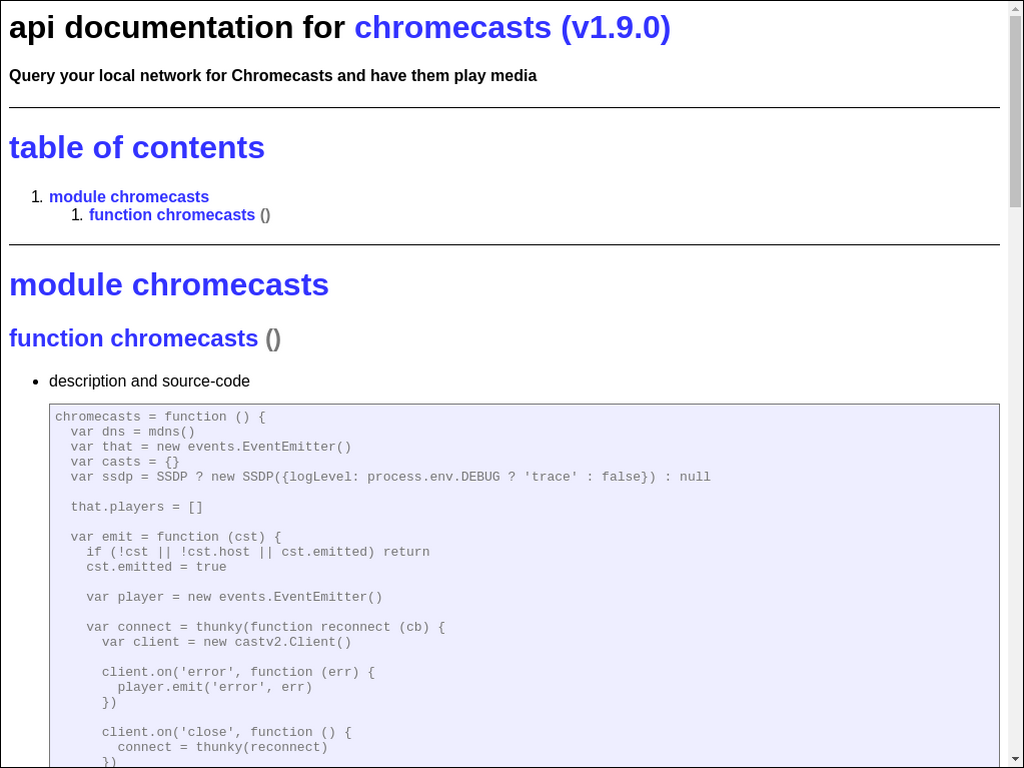 api documentation for chromecasts (v1.9.0)
Query your local network for Chromecasts and have them play media
table of contents
1. module chromecasts
1. function chromecasts ()
module chromecasts
function chromecasts ()
• description and source-code
chromecasts = function () {
  var dns = mdns()
  var that = new events.EventEmitter()
  var casts = {}
  var ssdp = SSDP ? new SSDP({logLevel: process.env.DEBUG ? 'trace' : false}) : null

  that.players = []

  var emit = function (cst) {
    if (!cst || !cst.host || cst.emitted) return
    cst.emitted = true

    var player = new events.EventEmitter()

    var connect = thunky(function reconnect (cb) {
      var client = new castv2.Client()

      client.on('error', function (err) {
        player.emit('error', err)
      })

      client.on('close', function () {
        connect = thunky(reconnect)
      })